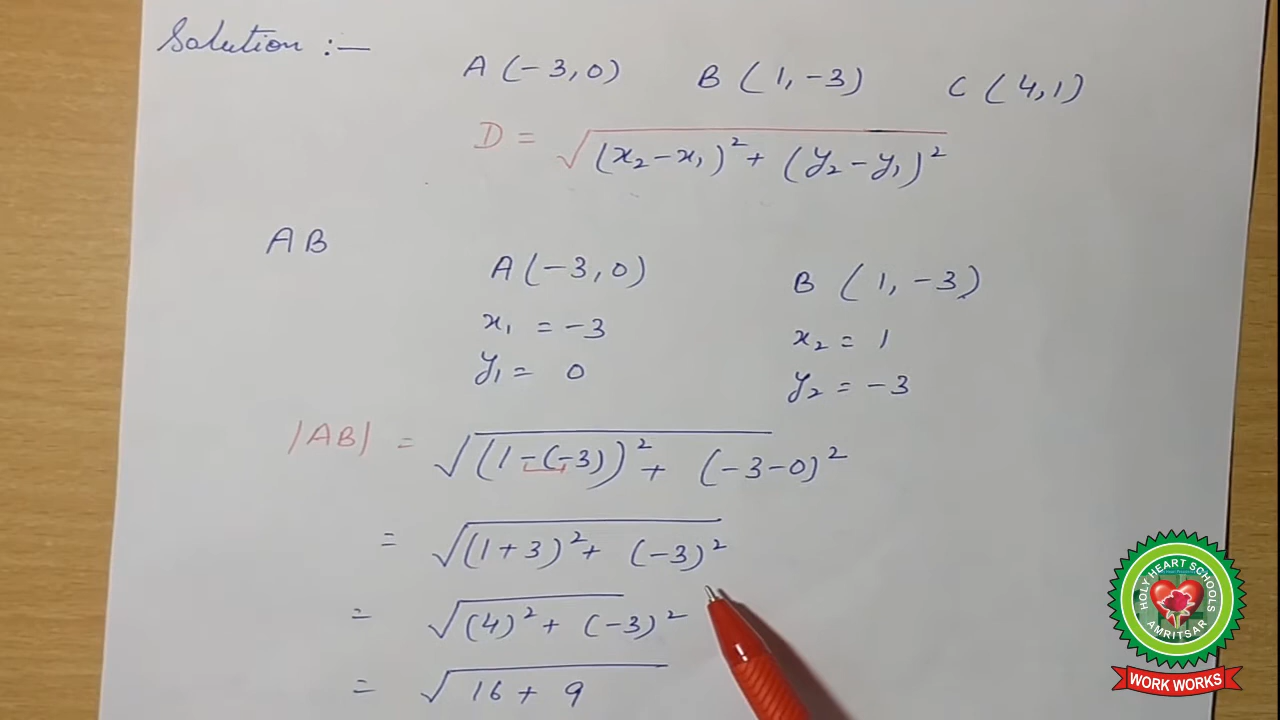 Solution :—
A (-3,0) B (1,-3) C (4,1)
D = √(x₂-x₁)² + (y₂-y₁)²
AB
A (-3,0) B (1,-3)
x₁ = -3 x₂ = 1
y₁ = 0 y₂ = -3
|AB| = √(1-(-3))² + (-3-0)²
= √(1+3)² + (-3)²
= √(4)² + (-3)²
= √16 + 9
HOLY HEART SCHOOLS
AMRITSAR
WORK WORKS